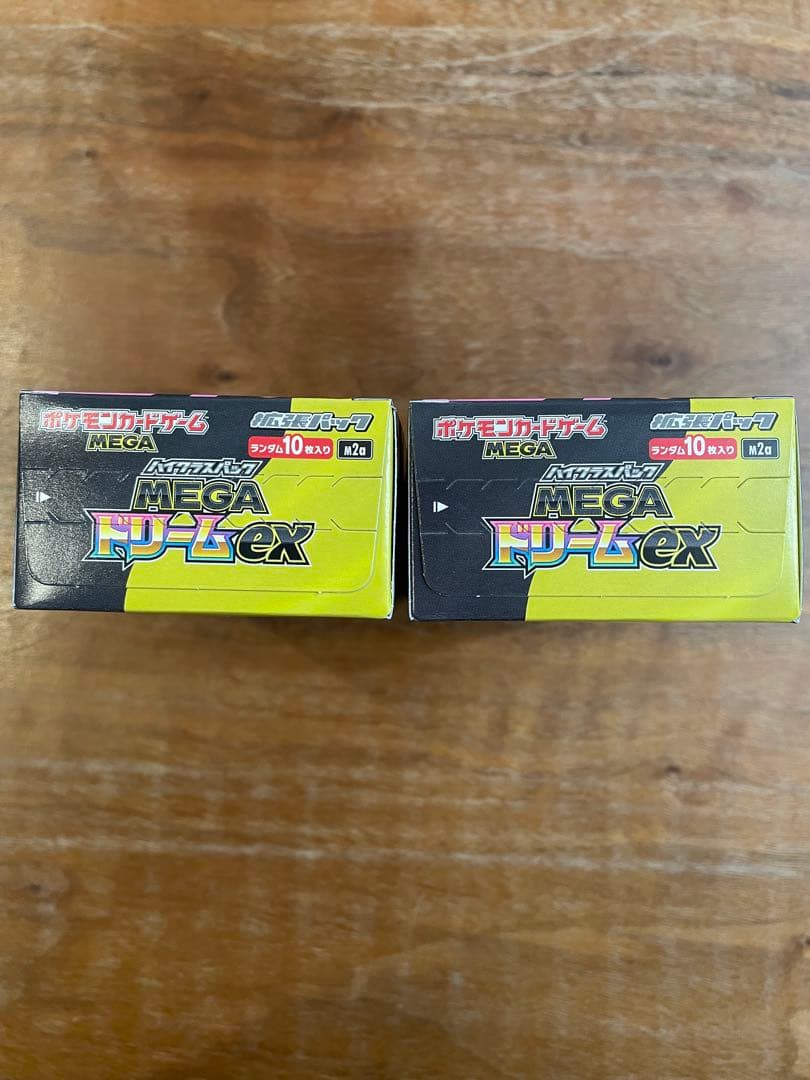 ポケモンカードゲーム
MEGA
拡張パック
ランダム10枚入り
M2a
ハイクラスパック
MEGA
ドリームex
ポケモンカードゲーム
MEGA
拡張パック
ランダム10枚入り
M2a
ハイクラスパック
MEGA
ドリームex